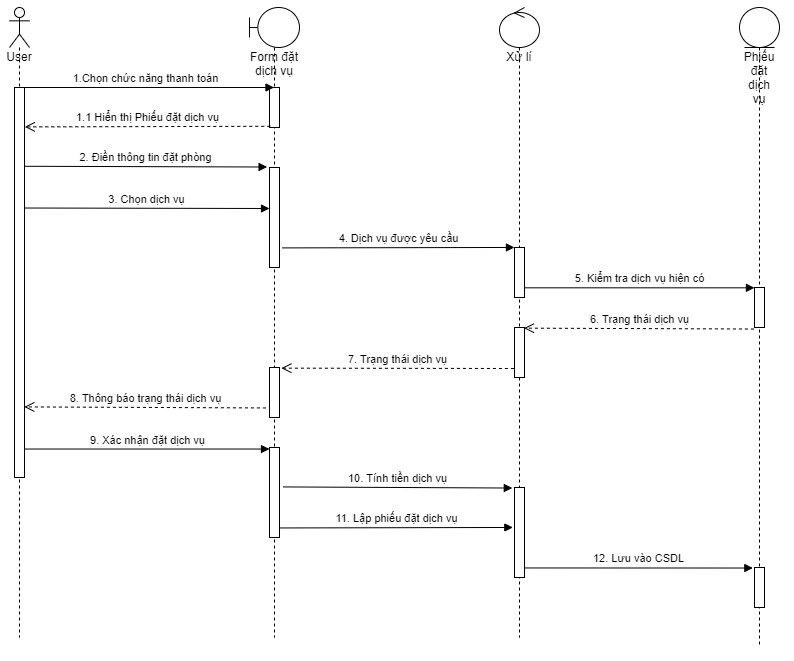 User
Form đặt
dịch vụ
Xử lí
Phiếu
đặt
dịch
vụ
1.Chọn chức năng thanh toán
1.1 Hiển thị Phiếu đặt dịch vụ
2. Điền thông tin đặt phòng
3. Chọn dịch vụ
4. Dịch vụ được yêu cầu
5. Kiểm tra dịch vụ hiện có
6. Trạng thái dịch vụ
7. Trạng thái dịch vụ
8. Thông báo trạng thái dịch vụ
9. Xác nhận đặt dịch vụ
10. Tính tiền dịch vụ
11. Lập phiếu đặt dịch vụ
12. Lưu vào CSDL